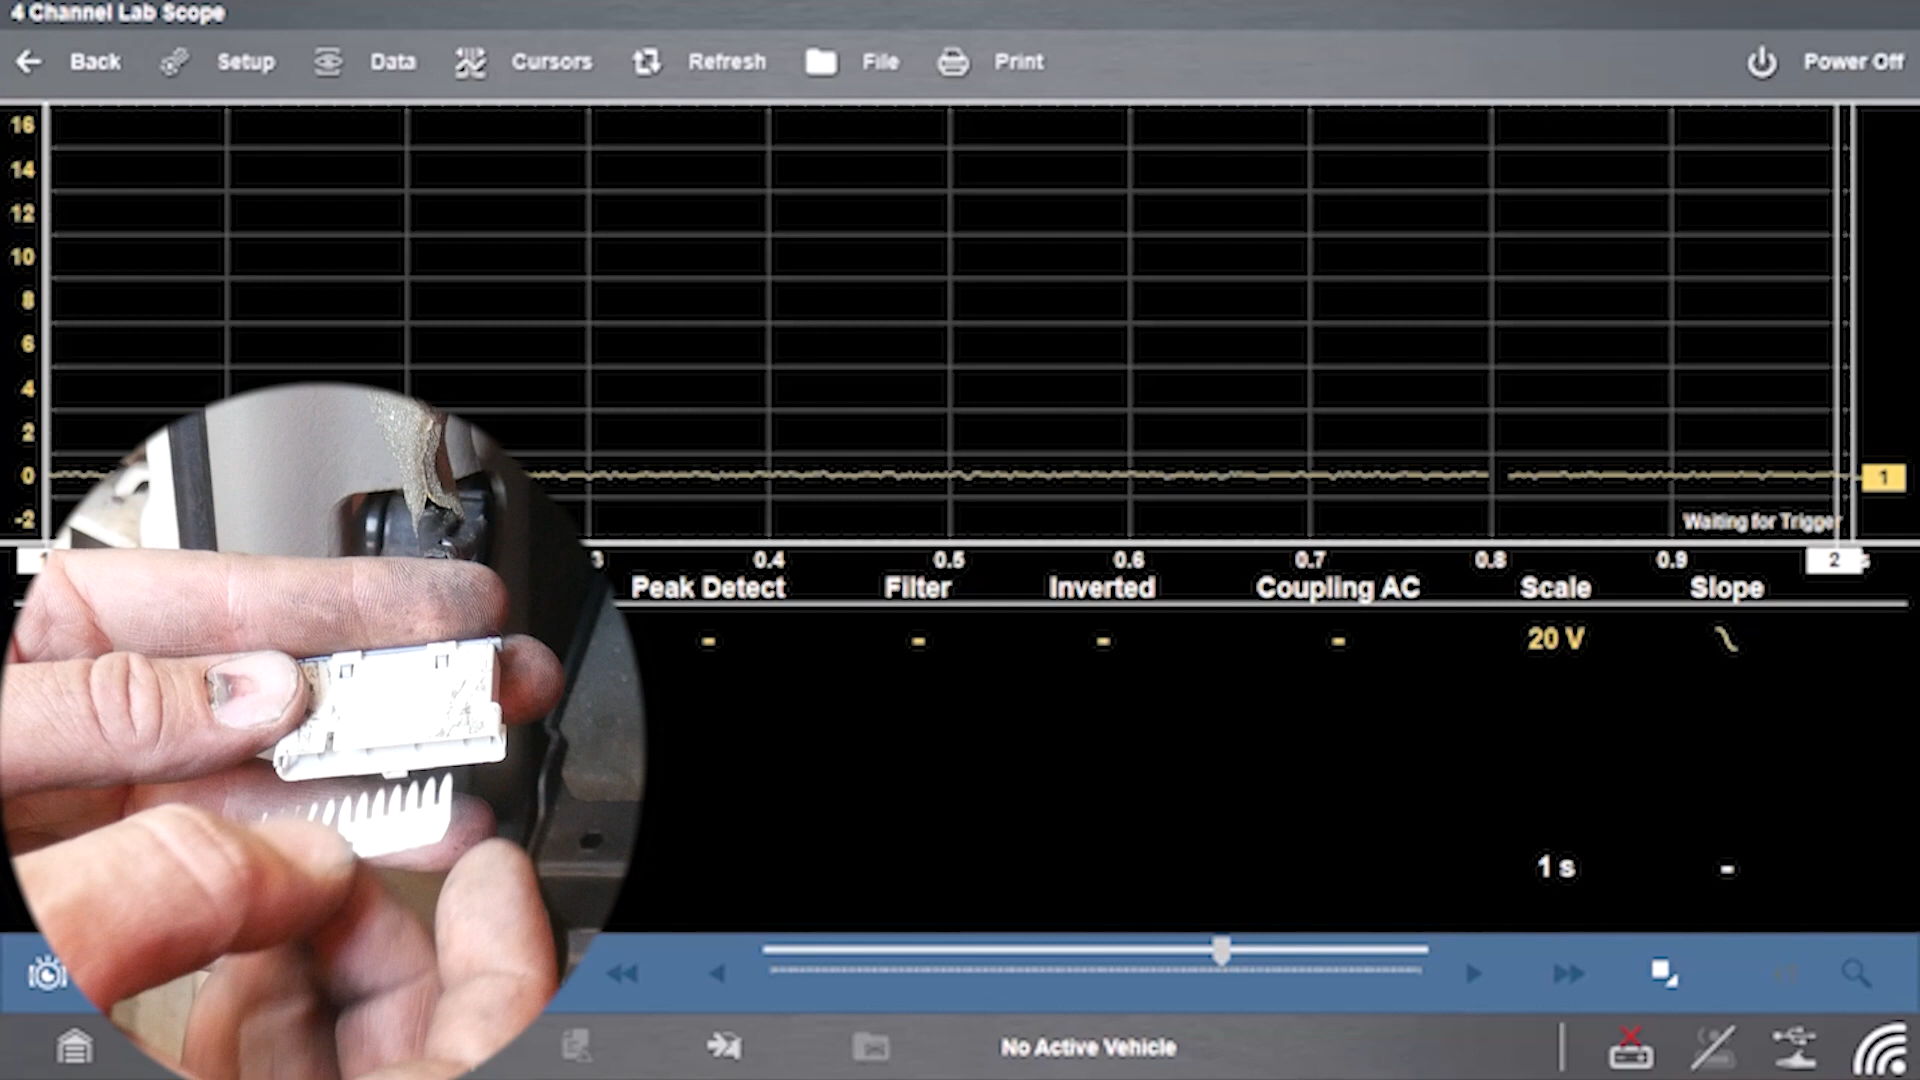 4 Channel Lab Scope
Back Setup Data Cursors Refresh File Print Power Off
16
14
12
10
8
6
4
2
0
-2
1
Waiting for Trigger
3 0.4 0.5 0.6 0.7 0.8 0.9 2 s
Peak Detect Filter Inverted Coupling AC Scale Slope
- - - - 20 V
1 s -
No Active Vehicle